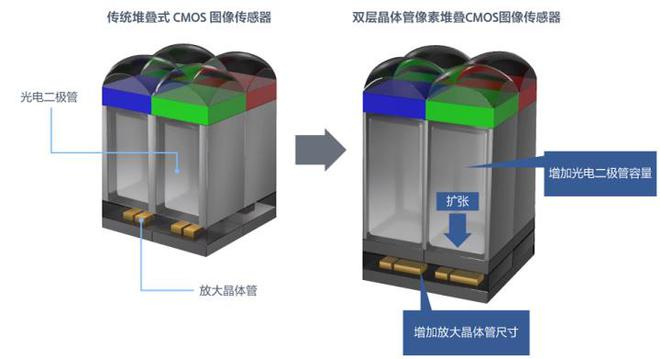 传统堆叠式 CMOS 图像传感器
双层晶体管像素堆叠CMOS图像传感器
光电二极管
增加光电二极管容量
扩张
放大晶体管
增加放大晶体管尺寸